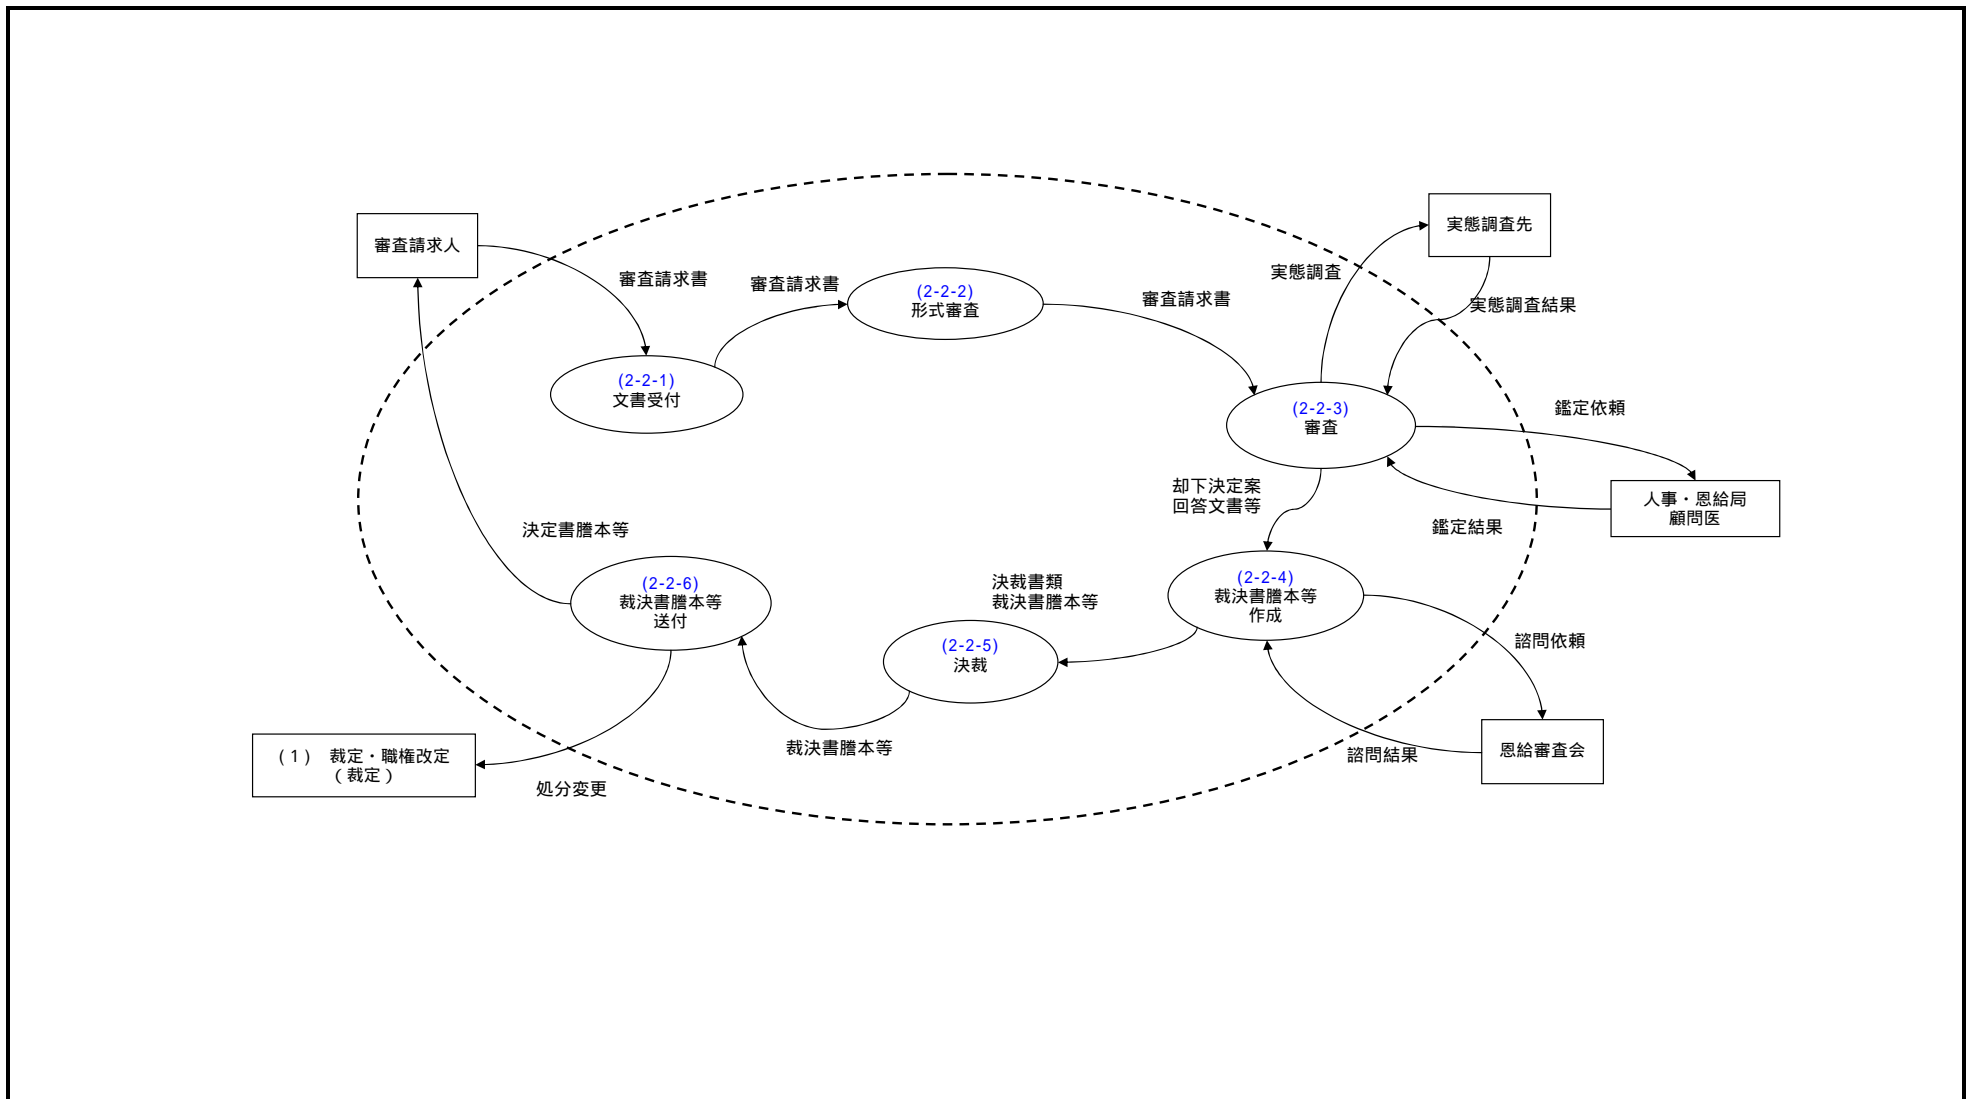 実態調査先
審査請求人
実態調査
審査請求書
審査請求書
(2-2-2)
形式審査
審査請求書
実態調査結果
(2-2-1)
文書受付
(2-2-3)
審査
鑑定依頼
却下決定案
回答文書等
人事・恩給局
顧問医
鑑定結果
決定書謄本等
(2-2-6)
裁決書謄本等
送付
決裁書類
裁決書謄本等
(2-2-4)
裁決書謄本等
作成
(2-2-5)
決裁
諮問依頼
裁決書謄本等
諮問結果
恩給審査会
(1) 裁定・職権改定
(裁定)
処分変更